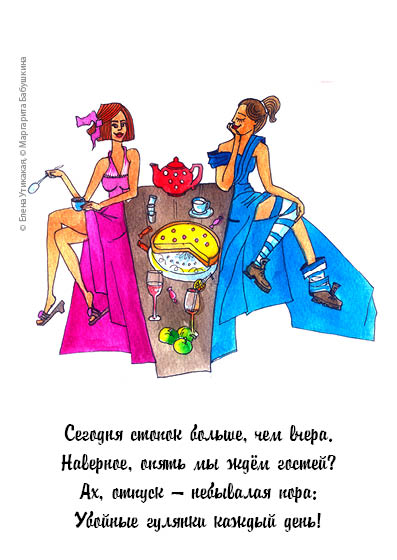 © Елена Утикакая, © Маргарита Бабушкина
Сегодня стопок больше, чем вчера.
Наверное, опять мы ждём гостей?
Ах, отпуск – небывалая пора:
Убойные гулянки каждый день!